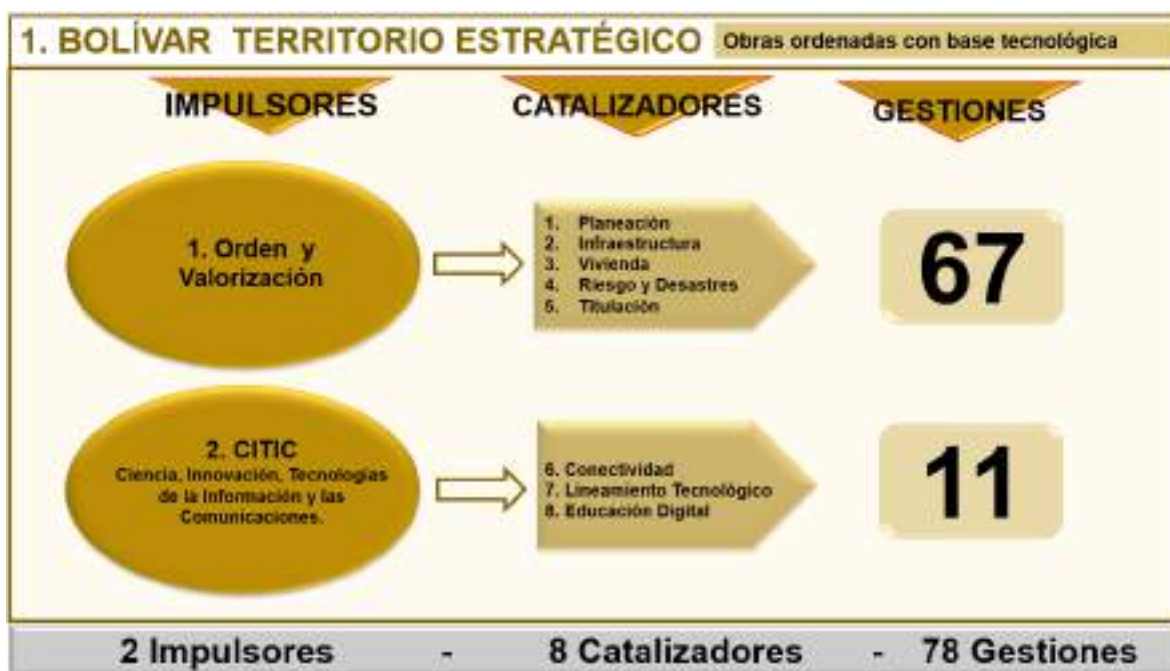 1. BOLÍVAR TERRITORIO ESTRATÉGICO
Obras ordenadas con base tecnológica
IMPULSORES
CATALIZADORES
GESTIONES
1. Orden y
Valorización
1. Planeación
2. Infraestructura
3. Vivienda
4. Riesgo y Desastres
5. Titulación
67
2. CITIC
Ciencia, Innovación, Tecnologías
de la Información y las
Comunicaciones.
6. Conectividad
7. Lineamiento Tecnológico
8. Educación Digital
11
2 Impulsores - 8 Catalizadores - 78 Gestiones